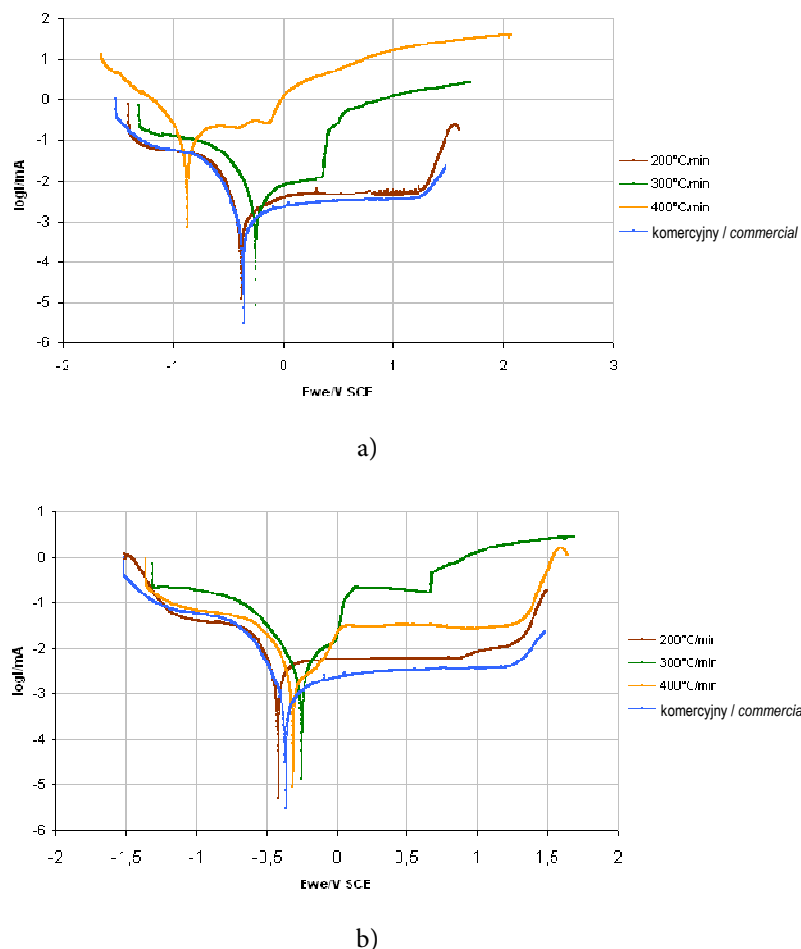 2
1
0
-1
-2
-3
-4
-5
-6
logI/mA
-2 -1 0 1 2 3
Ewe/V SCE
200°C/min
300°C/min
400°C/min
komercyjny / commercial
a)
1
0
-1
-2
-3
-4
-5
-6
logI/mA
-2 -1,5 -1 -0,5 0 0,5 1 1,5 2
Ewe/V SCE
200°C/min
300°C/min
400°C/min
komercyjny / commercia
b)